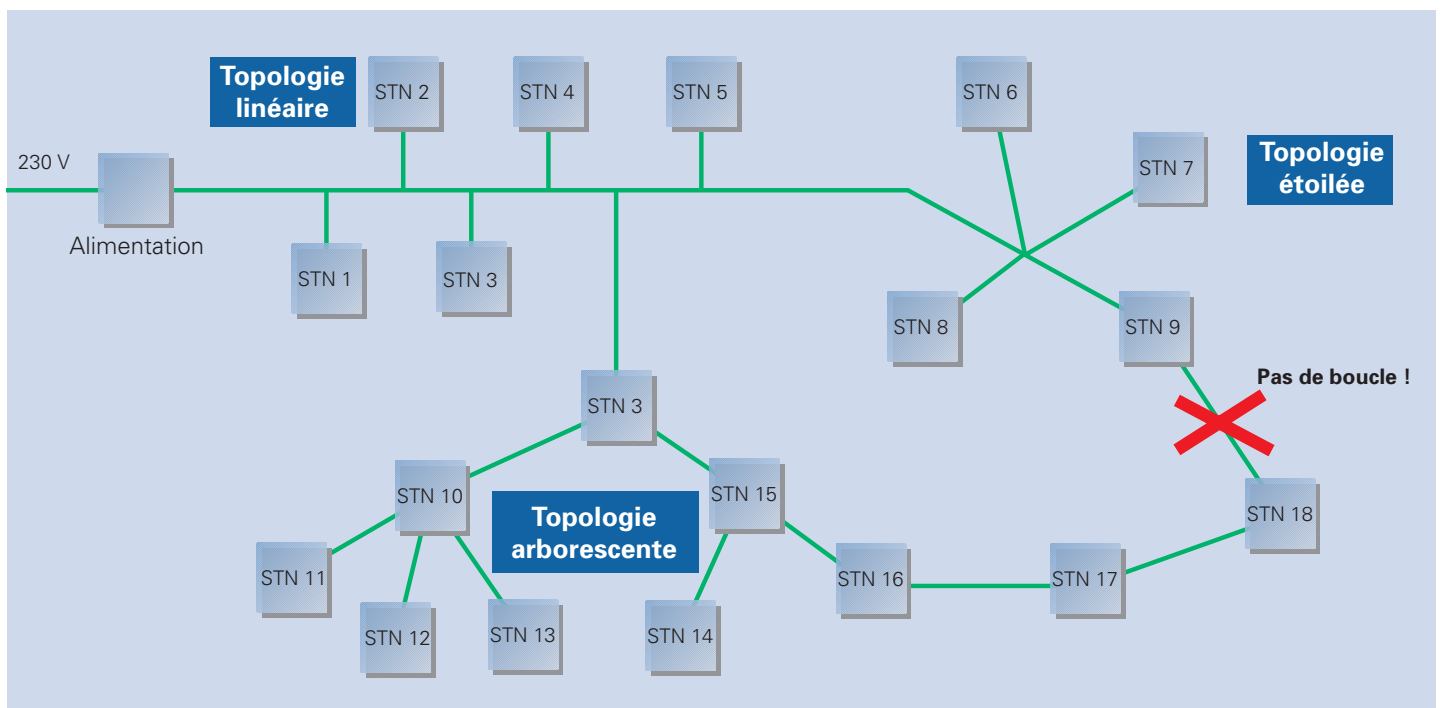 Topologie
linéaire
STN 2
STN 4
STN 5
STN 6
230 V
STN 7
Topologie
étoilée
Alimentation
STN 1
STN 3
STN 8
STN 9
Pas de boucle !
STN 3
STN 10
STN 15
Topologie
arborescente
STN 18
STN 11
STN 16
STN 17
STN 12
STN 13
STN 14